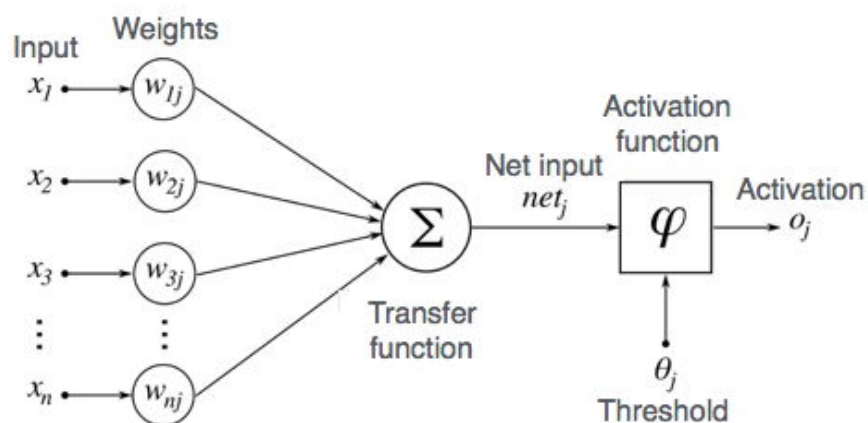 Input
Weights
x₁
w₁ⱼ
x₂
w₂ⱼ
x₃
w₃ⱼ
⋮ ⋮
xₙ
wₙⱼ
Σ
Transfer
function
Net input
netⱼ
Activation
function
φ
Activation
oⱼ
θⱼ
Threshold